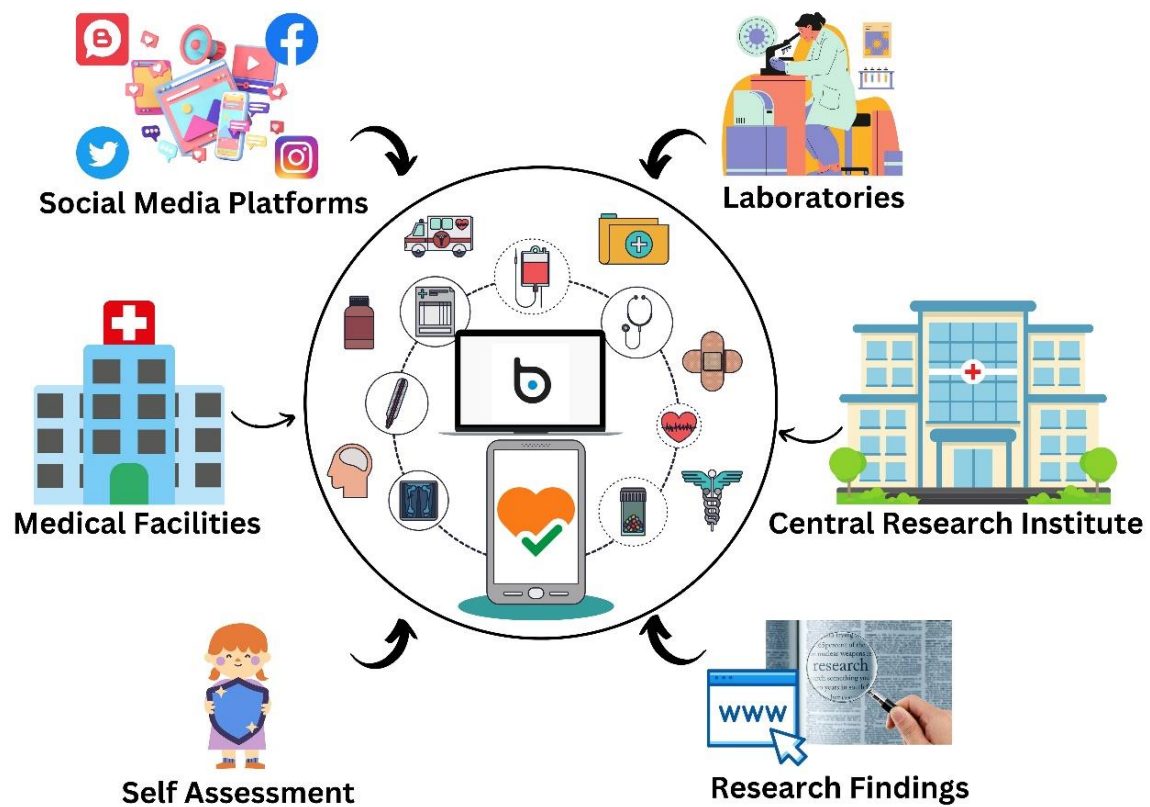 Social Media Platforms
Laboratories
Medical Facilities
Central Research Institute
Self Assessment
www
research
Research Findings